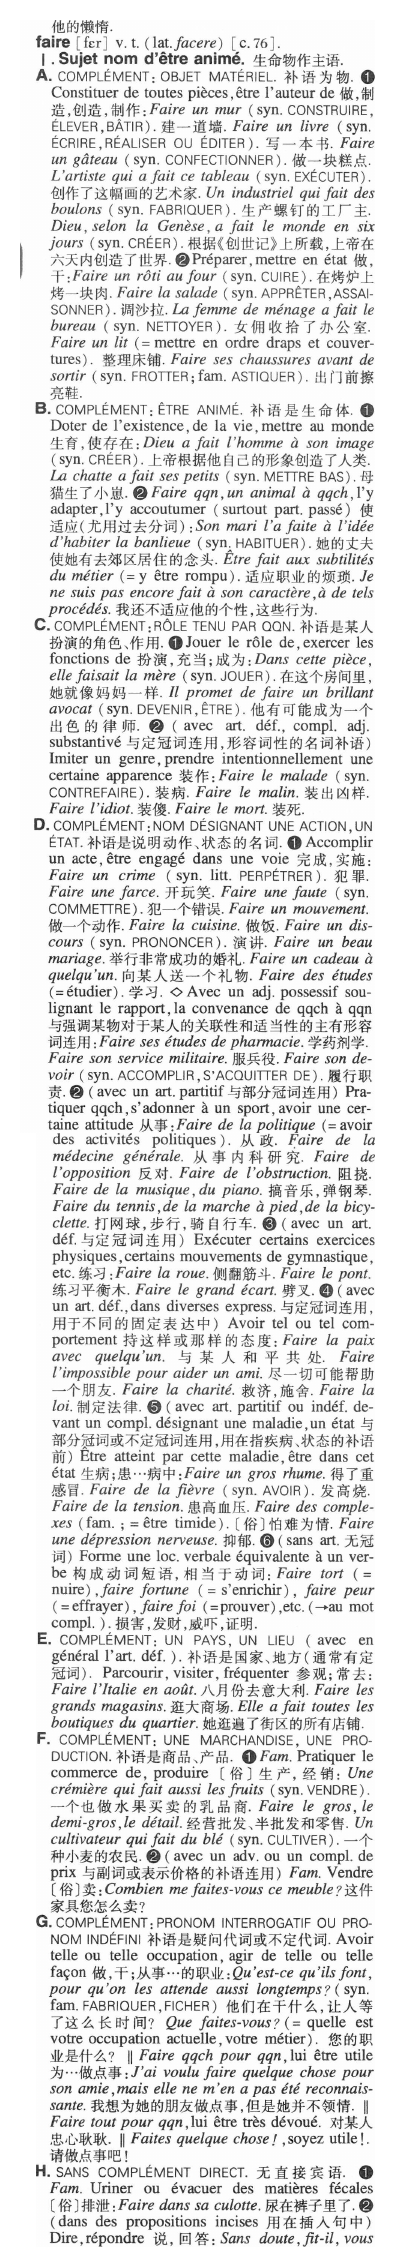 他的懒惰.
faire [fɛr] v. t. (lat. facere) [c.76].
Ⅰ. Sujet nom d'être animé. 生命物作主语.
A. COMPLÉMENT: OBJET MATÉRIEL. 补语为物. ❶
Constituer de toutes pièces, être l'auteur de 做,制
造,创造,制作: Faire un mur (syn. CONSTRUIRE,
ÉLEVER, BÂTIR). 建一道墙. Faire un livre (syn.
ÉCRIRE, RÉALISER OU ÉDITER). 写一本书. Faire
un gâteau (syn. CONFECTIONNER). 做一块糕点.
L'artiste qui a fait ce tableau (syn. EXÉCUTER).
创作了这幅画的艺术家. Un industriel qui fait des
boulons (syn. FABRIQUER). 生产螺钉的工厂主.
Dieu, selon la Genèse, a fait le monde en six
jours (syn. CRÉER). 根据《创世记》上所载,上帝在
六天内创造了世界. ❷ Préparer, mettre en état 做,
干: Faire un rôti au four (syn. CUIRE). 在烤炉上
烤一块肉. Faire la salade (syn. APPRÊTER, ASSAI-
SONNER). 调沙拉. La femme de ménage a fait le
bureau (syn. NETTOYER). 女佣收拾了办公室.
Faire un lit (= mettre en ordre draps et couver-
tures). 整理床铺. Faire ses chaussures avant de
sortir (syn. FROTTER; fam. ASTIQUER). 出门前擦
亮鞋.
B. COMPLÉMENT: ÊTRE ANIMÉ. 补语是生命体. ❶
Doter de l'existence, de la vie, mettre au monde
生育,使存在: Dieu a fait l'homme à son image
(syn. CRÉER). 上帝根据他自己的形象创造了人类.
La chatte a fait ses petits (syn. METTRE BAS). 母
猫生了小崽. ❷ Faire qqn, un animal à qqch, l'y
adapter, l'y accoutumer (surtout part. passé) 使
适应(尤用过去分词): Son mari l'a faite à l'idée
d'habiter la banlieue (syn. HABITUER). 她的丈夫
使她有去郊区居住的念头. Être fait aux subtilités
du métier (= y être rompu). 适应职业的烦琐. Je
ne suis pas encore fait à son caractère, à de tels
procédés. 我还不适应他的个性,这些行为.
C. COMPLÉMENT: RÔLE TENU PAR QQN. 补语是某人
扮演的角色、作用. ❶ Jouer le rôle de, exercer les
fonctions de 扮演,充当;成为: Dans cette pièce,
elle faisait la mère (syn. JOUER). 在这个房间里,
她就像妈妈一样. Il promet de faire un brillant
avocat (syn. DEVENIR, ÊTRE). 他有可能成为一个
出色的律师. ❷ (avec art. déf., compl. adj.
substantivé 与定冠词连用,形容词性的名词补语)
Imiter un genre, prendre intentionnellement une
certaine apparence 装作: Faire le malade (syn.
CONTREFAIRE). 装病. Faire le malin. 装出凶样.
Faire l'idiot. 装傻. Faire le mort. 装死.
D. COMPLÉMENT: NOM DÉSIGNANT UNE ACTION, UN
ÉTAT. 补语是说明动作、状态的名词. ❶ Accomplir
un acte, être engagé dans une voie 完成,实施:
Faire un crime (syn. litt. PERPÉTRER). 犯罪.
Faire une farce. 开玩笑. Faire une faute (syn.
COMMETTRE). 犯一个错误. Faire un mouvement.
做一个动作. Faire la cuisine. 做饭. Faire un dis-
cours (syn. PRONONCER). 演讲. Faire un beau
mariage. 举行非常成功的婚礼. Faire un cadeau à
quelqu'un. 向某人送一个礼物. Faire des études
(=étudier). 学习. ◇ Avec un adj. possessif sou-
lignant le rapport, la convenance de qqch à qqn
与强调某物对于某人的关联性和适当性的主有形容
词连用: Faire ses études de pharmacie. 学药剂学.
Faire son service militaire. 服兵役. Faire son de-
voir (syn. ACCOMPLIR, S'ACQUITTER DE). 履行职
责. ❷ (avec un art. partitif 与部分冠词连用) Pra-
tiquer qqch, s'adonner à un sport, avoir une cer-
taine attitude 从事: Faire de la politique (= avoir
des activités politiques). 从政. Faire de la
médecine générale. 从事内科研究. Faire de
l'opposition 反对. Faire de l'obstruction. 阻挠.
Faire de la musique, du piano. 搞音乐,弹钢琴.
Faire du tennis, de la marche à pied, de la bicy-
clette. 打网球,步行,骑自行车. ❸ (avec un art.
déf. 与定冠词连用) Exécuter certains exercices
physiques, certains mouvements de gymnastique,
etc. 练习: Faire la roue. 侧翻筋斗. Faire le pont.
练习平衡木. Faire le grand écart. 劈叉. ❹ (avec
un art. déf., dans diverses express. 与定冠词连用,
用于不同的固定表达中) Avoir tel ou tel com-
portement 持这样或那样的态度: Faire la paix
avec quelqu'un. 与某人和平共处. Faire
l'impossible pour aider un ami. 尽一切可能帮助
一个朋友. Faire la charité. 救济,施舍. Faire la
loi. 制定法律. ❺ (avec art. partitif ou indéf. de-
vant un compl. désignant une maladie, un état 与
部分冠词或不定冠词连用,用在指疾病、状态的补语
前) Être atteint par cette maladie, être dans cet
état 生病;患…病中: Faire un gros rhume. 得了重
感冒. Faire de la fièvre (syn. AVOIR). 发高烧.
Faire de la tension. 患高血压. Faire des comple-
xes (fam. ; = être timide). [俗]怕难为情. Faire
une dépression nerveuse. 抑郁. ❻ (sans art. 无冠
词) Forme une loc. verbale équivalente à un ver-
be 构成动词短语,相当于动词: Faire tort (=
nuire), faire fortune (= s'enrichir), faire peur
(=effrayer), faire foi (=prouver), etc. (→au mot
compl.). 损害,发财,威吓,证明.
E. COMPLÉMENT: UN PAYS, UN LIEU (avec en
général l'art. déf.). 补语是国家、地方(通常有定
冠词). Parcourir, visiter, fréquenter 参观;常去:
Faire l'Italie en août. 八月份去意大利. Faire les
grands magasins. 逛大商场. Elle a fait toutes les
boutiques du quartier. 她逛遍了街区的所有店铺.
F. COMPLÉMENT: UNE MARCHANDISE, UNE PRO-
DUCTION. 补语是商品、产品. ❶ Fam. Pratiquer le
commerce de, produire [俗]生产,经销: Une
crémière qui fait aussi les fruits (syn. VENDRE).
一个也做水果买卖的乳品商. Faire le gros, le
demi-gros, le détail. 经营批发、半批发和零售. Un
cultivateur qui fait du blé (syn. CULTIVER). 一个
种小麦的农民. ❷ (avec un adv. ou un compl. de
prix 与副词或表示价格的补语连用) Fam. Vendre
[俗]卖: Combien me faites-vous ce meuble? 这件
家具您怎么卖?
G. COMPLÉMENT: PRONOM INTERROGATIF OU PRO-
NOM INDÉFINI 补语是疑问代词或不定代词. Avoir
telle ou telle occupation, agir de telle ou telle
façon 做,干;从事…的职业: Qu'est-ce qu'ils font,
pour qu'on les attende aussi longtemps? (syn.
fam. FABRIQUER, FICHER) 他们在干什么,让人等
了这么长时间? Que faites-vous? (= quelle est
votre occupation actuelle, votre métier). 您的职
业是什么? ‖ Faire qqch pour qqn, lui être utile
为…做点事: J'ai voulu faire quelque chose pour
son amie, mais elle ne m'en a pas été reconnais-
sante. 我想为她的朋友做点事,但是她并不领情. ‖
Faire tout pour qqn, lui être très dévoué. 对某人
忠心耿耿. ‖ Faites quelque chose!, soyez utile!.
请做点事吧!
H. SANS COMPLÉMENT DIRECT. 无直接宾语. ❶
Fam. Uriner ou évacuer des matières fécales
[俗]排泄: Faire dans sa culotte. 尿在裤子里了. ❷
(dans des propositions incises 用在插入句中)
Dire, répondre 说,回答: Sans doute, fit-il, vous